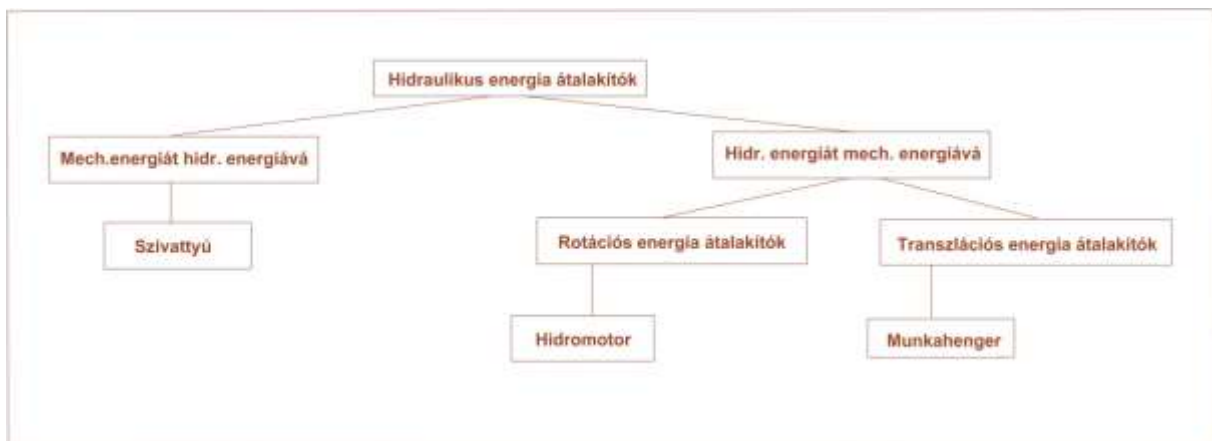 Hidraulikus energia átalakítók
Mech.energiát hidr. energiává
Hidr. energiát mech. energiává
Szivattyú
Rotációs energia átalakítók
Transzlációs energia átalakítók
Hidromotor
Munkahenger